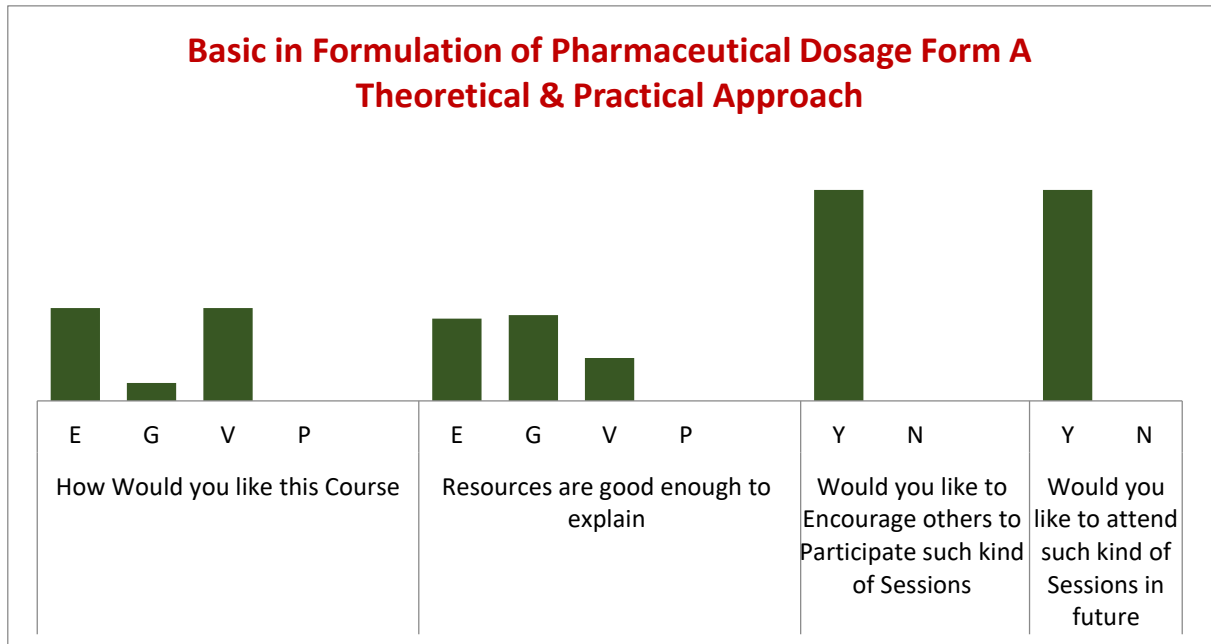 Basic in Formulation of Pharmaceutical Dosage Form A
Theoretical & Practical Approach
E G V P E G V P Y N Y N
How Would you like this Course
Resources are good enough to
explain
Would you like to
Encourage others to
Participate such kind
of Sessions
Would you
like to attend
such kind of
Sessions in
future